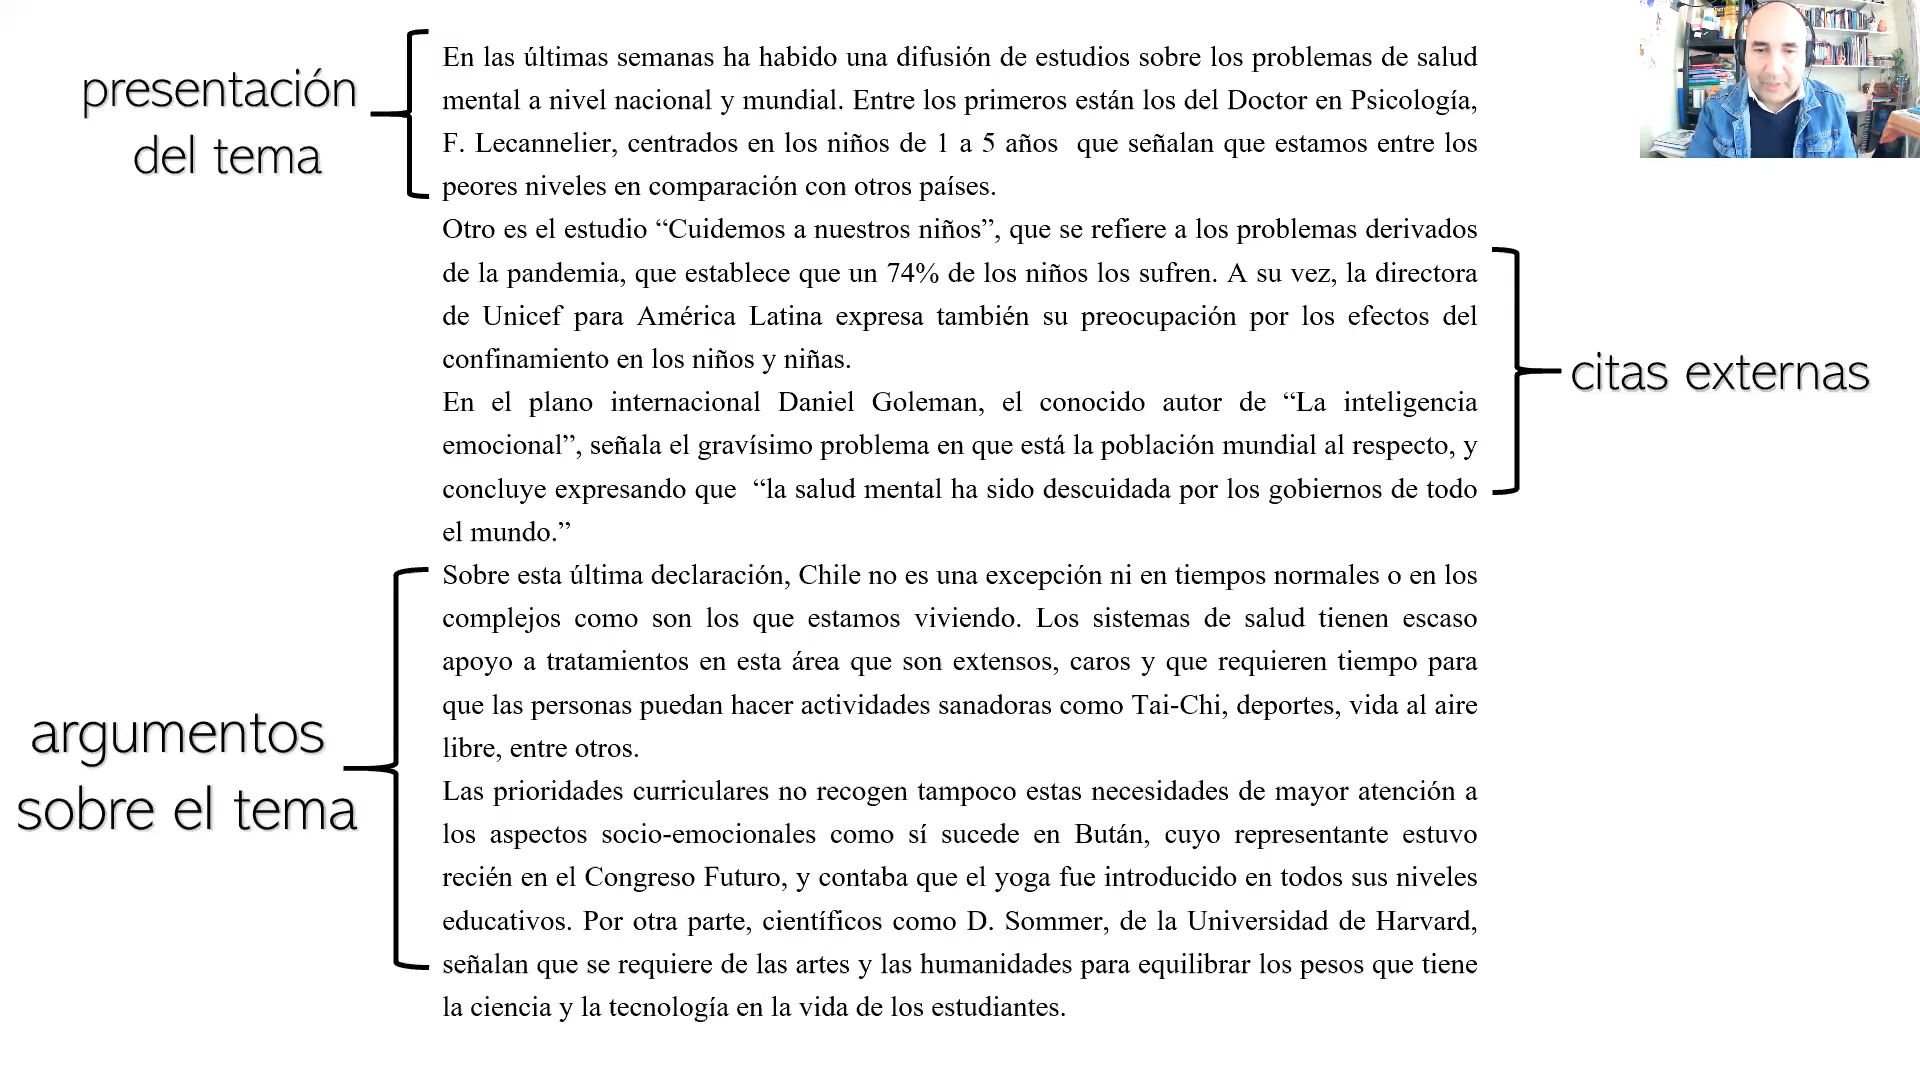 presentación
del tema
En las últimas semanas ha habido una difusión de estudios sobre los problemas de salud
mental a nivel nacional y mundial. Entre los primeros están los del Doctor en Psicología,
F. Lecannelier, centrados en los niños de 1 a 5 años que señalan que estamos entre los
peores niveles en comparación con otros países.
Otro es el estudio “Cuidemos a nuestros niños”, que se refiere a los problemas derivados
de la pandemia, que establece que un 74% de los niños los sufren. A su vez, la directora
de Unicef para América Latina expresa también su preocupación por los efectos del
confinamiento en los niños y niñas.
En el plano internacional Daniel Goleman, el conocido autor de “La inteligencia
emocional”, señala el gravísimo problema en que está la población mundial al respecto, y
concluye expresando que “la salud mental ha sido descuidada por los gobiernos de todo
el mundo.”
citas externas
argumentos
sobre el tema
Sobre esta última declaración, Chile no es una excepción ni en tiempos normales o en los
complejos como son los que estamos viviendo. Los sistemas de salud tienen escaso
apoyo a tratamientos en esta área que son extensos, caros y que requieren tiempo para
que las personas puedan hacer actividades sanadoras como Tai-Chi, deportes, vida al aire
libre, entre otros.
Las prioridades curriculares no recogen tampoco estas necesidades de mayor atención a
los aspectos socio-emocionales como sí sucede en Bután, cuyo representante estuvo
recién en el Congreso Futuro, y contaba que el yoga fue introducido en todos sus niveles
educativos. Por otra parte, científicos como D. Sommer, de la Universidad de Harvard,
señalan que se requiere de las artes y las humanidades para equilibrar los pesos que tiene
la ciencia y la tecnología en la vida de los estudiantes.